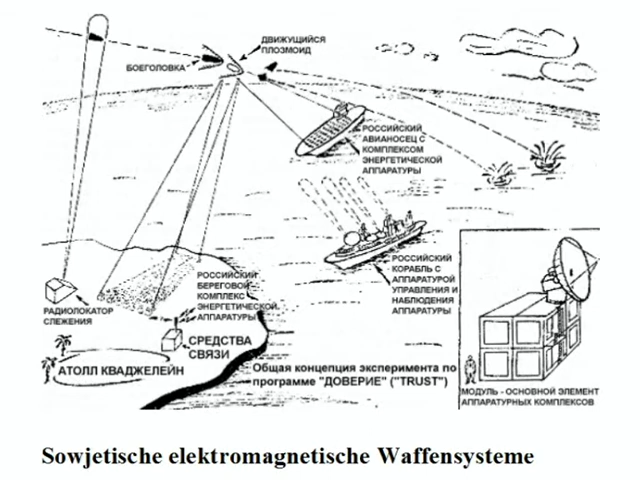 ДВИЖУЩИЙСЯ
ПЛОЗМОИД
БОЕГОЛОВКА
РОССИЙСКИЙ
АВИАНОСЕЦ С
КОМПЛЕКСОМ
ЭНЕРГЕТИЧЕСКОЙ
АППАРАТУРЫ
РОССИЙСКИЙ
КОРАБЛЬ С
АППАРАТУРОЙ
УПРАВЛЕНИЯ И
НАБЛЮДЕНИЯ
АППАРАТУРЫ
РОССИЙСКИЙ
БЕРЕГОВОЙ
КОМПЛЕКС
ЭНЕРГЕТИЧЕСКОЙ
АППАРАТУРЫ
РАДИОЛОКАТОР
СЛЕЖЕНИЯ
СРЕДСТВА
СВЯЗИ
АТОЛЛ КВАДЖЕЛЕЙН
Общая концепция эксперимента по
программе "ДОВЕРИЕ" ("TRUST")
МОДУЛЬ - ОСНОВНОЙ ЭЛЕМЕНТ
АППАРАТУРНЫХ КОМПЛЕКСОВ
Sowjetische elektromagnetische Waffensysteme